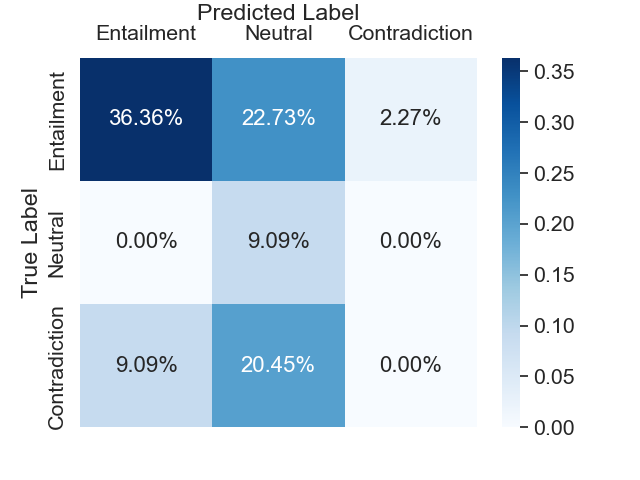 Predicted Label
Entailment Neutral Contradiction
True Label
Entailment
36.36% 22.73% 2.27%
Neutral
0.00% 9.09% 0.00%
Contradiction
9.09% 20.45% 0.00%
0.35
0.30
0.25
0.20
0.15
0.10
0.05
0.00